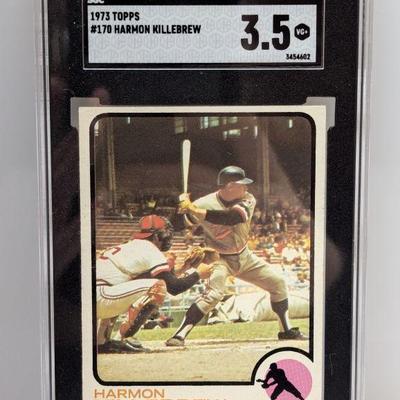 1973 TOPPS
#170 HARMON KILLEBREW
3.5
VG+
3454602
HARMON